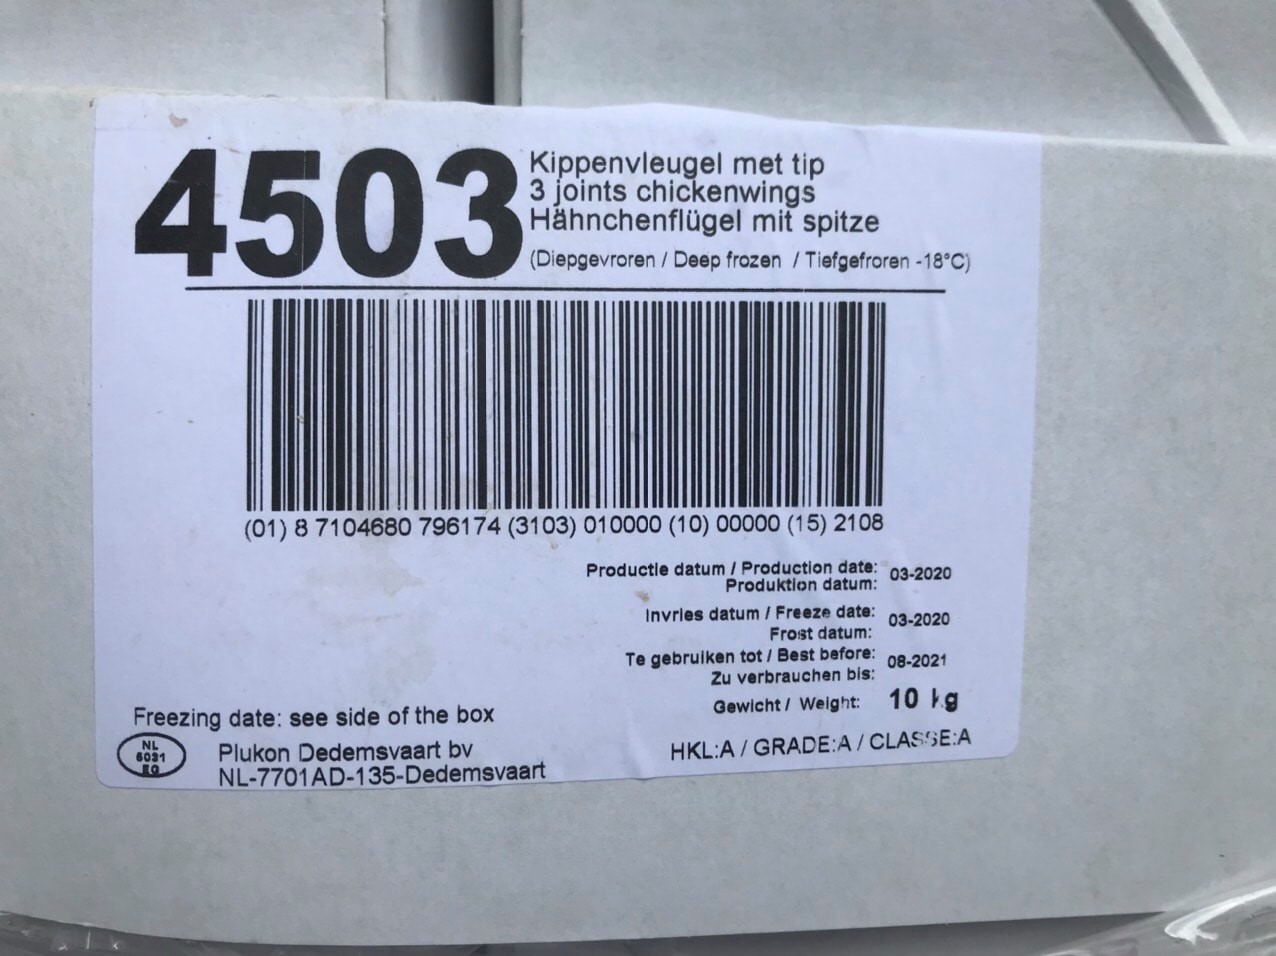 4503
Kippenvleugel met tip
3 joints chickenwings
Hähnchenflügel mit spitze
(Diepgevroren / Deep frozen / Tiefgefroren -18°C)
(01) 8 7104680 796174 (3103) 010000 (10) 00000 (15) 2108
Productie datum / Production date: 03-2020
Produktion datum:
Invries datum / Freeze date: 03-2020
Frost datum:
Te gebruiken tot / Best before: 08-2021
Zu verbrauchen bis:
Gewicht / Weight: 10 kg
Freezing date: see side of the box
HKL:A / GRADE:A / CLASSE:A
NL
6031
EG
Plukon Dedemsvaart bv
NL-7701AD-135-Dedemsvaart